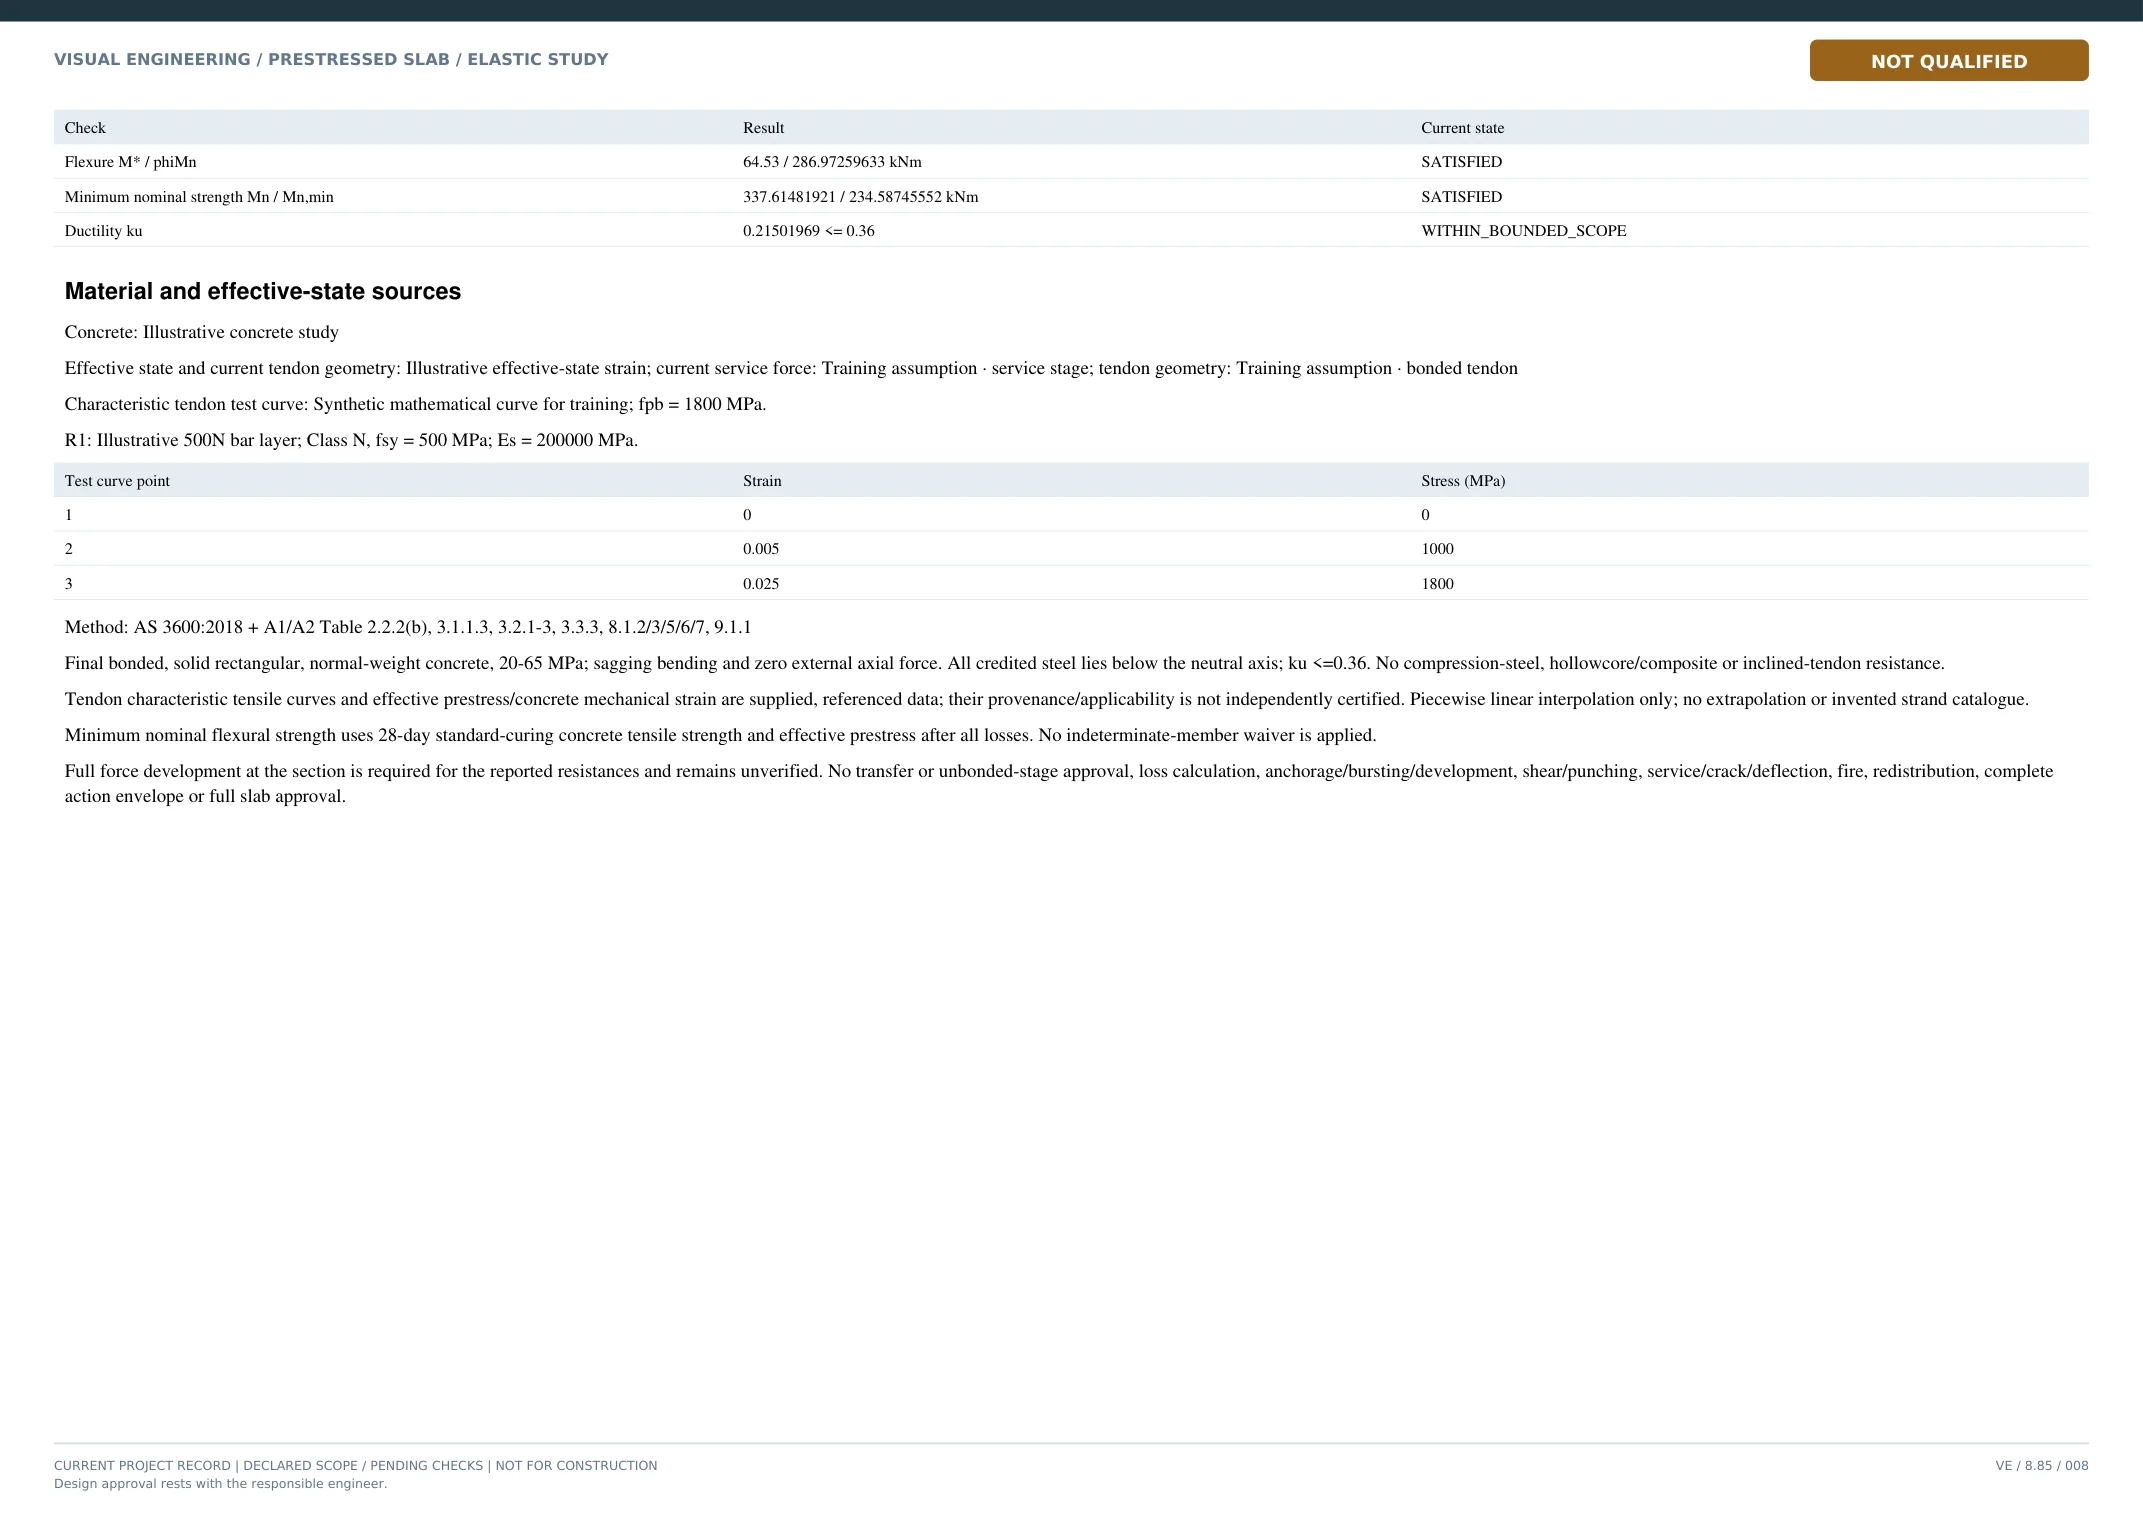 VISUAL ENGINEERING / PRESTRESSED SLAB / ELASTIC STUDY
NOT QUALIFIED
Check Result Current state
Flexure M* / phiMn 64.53 / 286.97259633 kNm SATISFIED
Minimum nominal strength Mn / Mn,min 337.61481921 / 234.58745552 kNm SATISFIED
Ductility ku 0.21501969 <= 0.36 WITHIN_BOUNDED_SCOPE
Material and effective-state sources
Concrete: Illustrative concrete study
Effective state and current tendon geometry: Illustrative effective-state strain; current service force: Training assumption · service stage; tendon geometry: Training assumption · bonded tendon
Characteristic tendon test curve: Synthetic mathematical curve for training; fpb = 1800 MPa.
R1: Illustrative 500N bar layer; Class N, fsy = 500 MPa; Es = 200000 MPa.
Test curve point Strain Stress (MPa)
1 0 0
2 0.005 1000
3 0.025 1800
Method: AS 3600:2018 + A1/A2 Table 2.2.2(b), 3.1.1.3, 3.2.1-3, 3.3.3, 8.1.2/3/5/6/7, 9.1.1
Final bonded, solid rectangular, normal-weight concrete, 20-65 MPa; sagging bending and zero external axial force. All credited steel lies below the neutral axis; ku <=0.36. No compression-steel, hollowcore/composite or inclined-tendon resistance.
Tendon characteristic tensile curves and effective prestress/concrete mechanical strain are supplied, referenced data; their provenance/applicability is not independently certified. Piecewise linear interpolation only; no extrapolation or invented strand catalogue.
Minimum nominal flexural strength uses 28-day standard-curing concrete tensile strength and effective prestress after all losses. No indeterminate-member waiver is applied.
Full force development at the section is required for the reported resistances and remains unverified. No transfer or unbonded-stage approval, loss calculation, anchorage/bursting/development, shear/punching, service/crack/deflection, fire, redistribution, complete
action envelope or full slab approval.
CURRENT PROJECT RECORD | DECLARED SCOPE / PENDING CHECKS | NOT FOR CONSTRUCTION
VE / 8.85 / 008
Design approval rests with the responsible engineer.